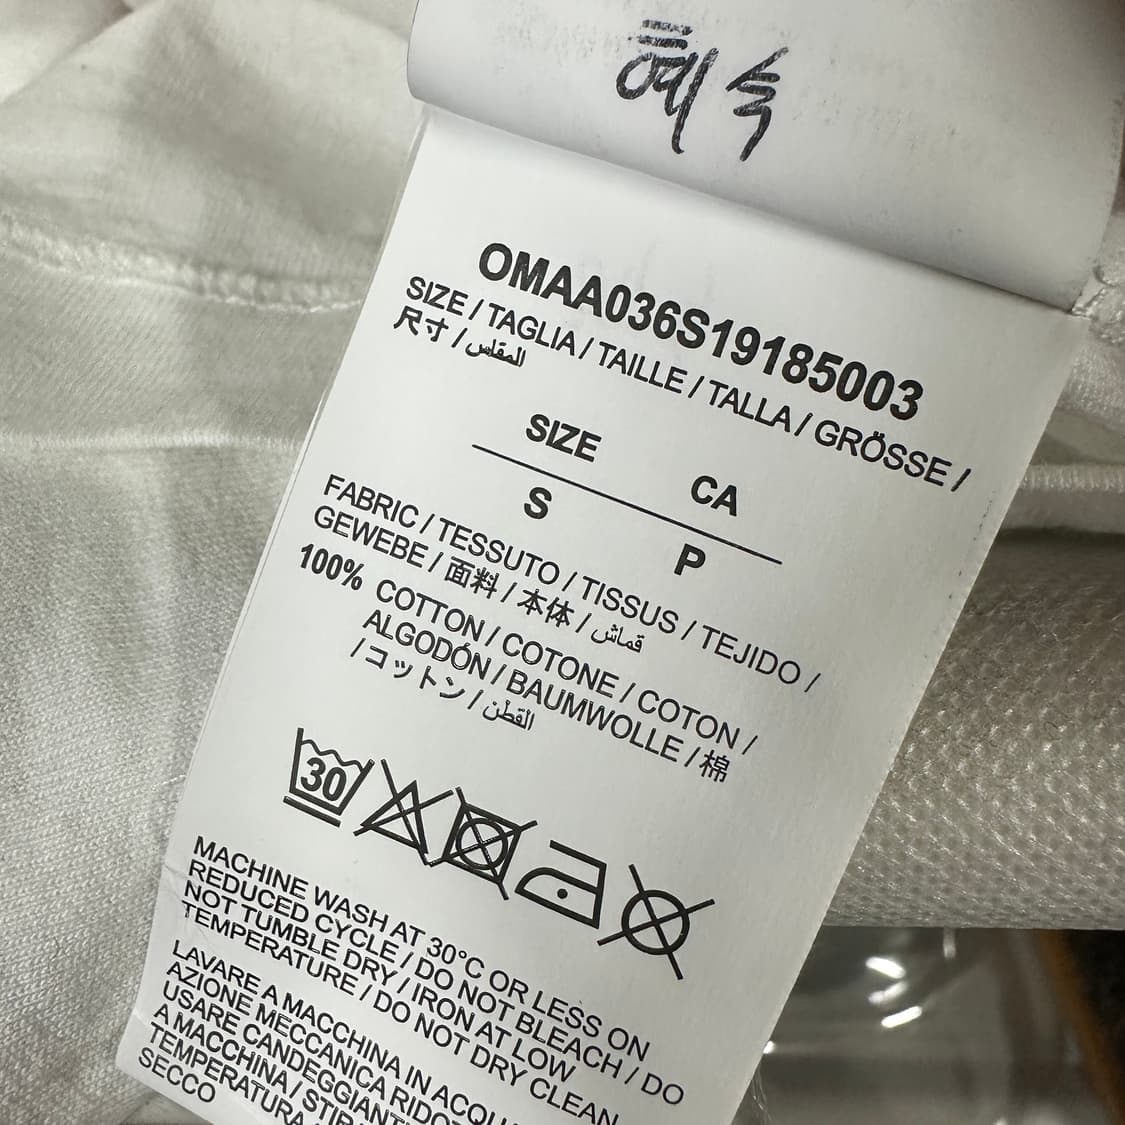 혜수
OMAA036S19185003
SIZE / TAGLIA / TAILLE / TALLA / GRÖSSE /
尺寸 / المقاس
SIZE CA
S P
FABRIC / TESSUTO / TISSUS / TEJIDO /
GEWEBE / 面料 / 本体 / قماش
100% COTTON / COTONE / COTON /
ALGODÓN / BAUMWOLLE / 棉
/ コットン / القطن
30
MACHINE WASH AT 30°C OR LESS ON
REDUCED CYCLE / DO NOT BLEACH / DO
NOT TUMBLE DRY / IRON AT LOW
TEMPERATURE / DO NOT DRY CLEAN
LAVARE A MACCHINA IN ACQU
AZIONE MECCANICA RIDO
USARE CANDEGGIANT
A MACCHINA / STIR
TEMPERATURA
SECCO